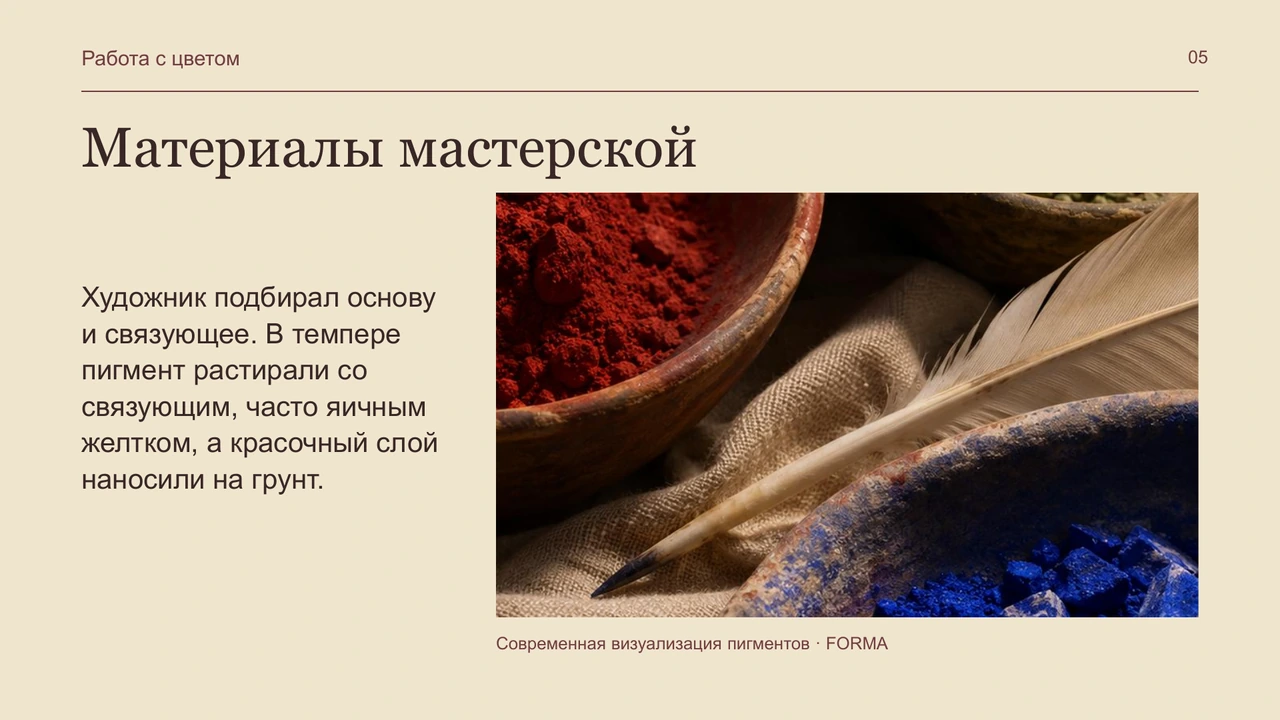 Работа с цветом
05
Материалы мастерской
Художник подбирал основу
и связующее. В темпере
пигмент растирали со
связующим, часто яичным
желтком, а красочный слой
наносили на грунт.
Современная визуализация пигментов · FORMA